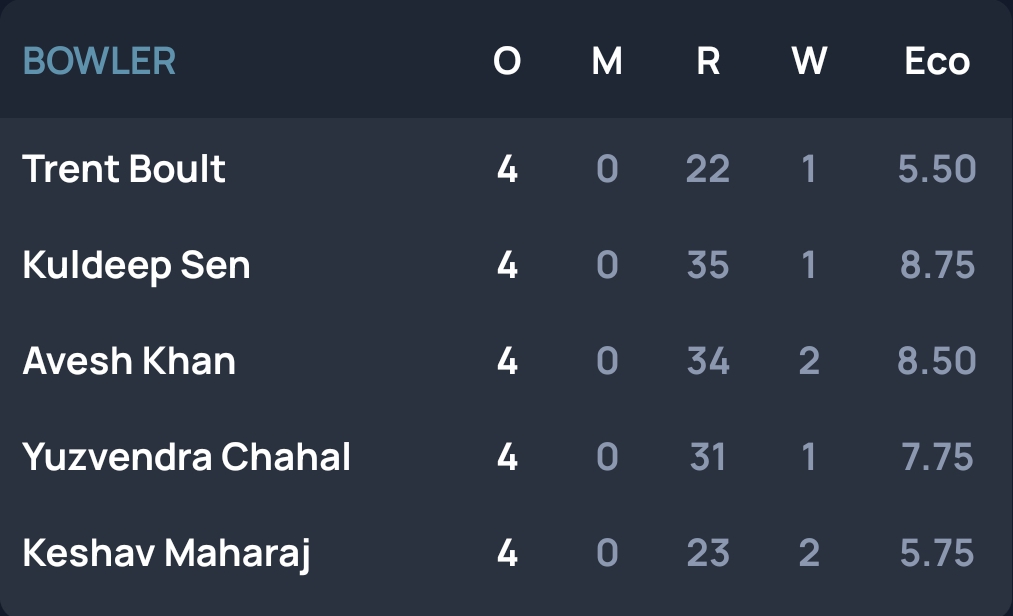 BOWLER O M R W Eco
Trent Boult 4 0 22 1 5.50
Kuldeep Sen 4 0 35 1 8.75
Avesh Khan 4 0 34 2 8.50
Yuzvendra Chahal 4 0 31 1 7.75
Keshav Maharaj 4 0 23 2 5.75